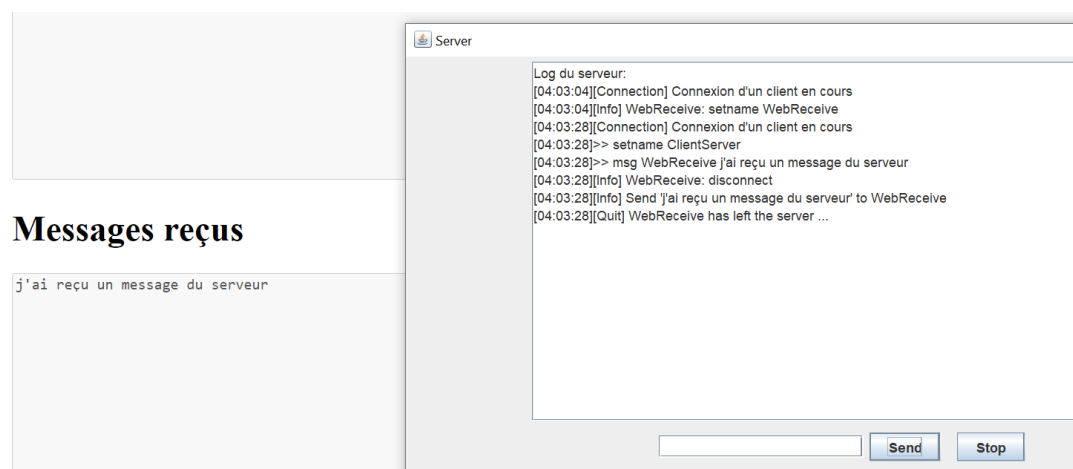 Server
Log du serveur:
[04:03:04][Connection] Connexion d'un client en cours
[04:03:04][Info] WebReceive: setname WebReceive
[04:03:28][Connection] Connexion d'un client en cours
[04:03:28]>> setname ClientServer
[04:03:28]>> msg WebReceive j'ai reçu un message du serveur
[04:03:28][Info] WebReceive: disconnect
[04:03:28][Info] Send 'j'ai reçu un message du serveur' to WebReceive
[04:03:28][Quit] WebReceive has left the server ...
Messages reçus
j'ai reçu un message du serveur
Send
Stop